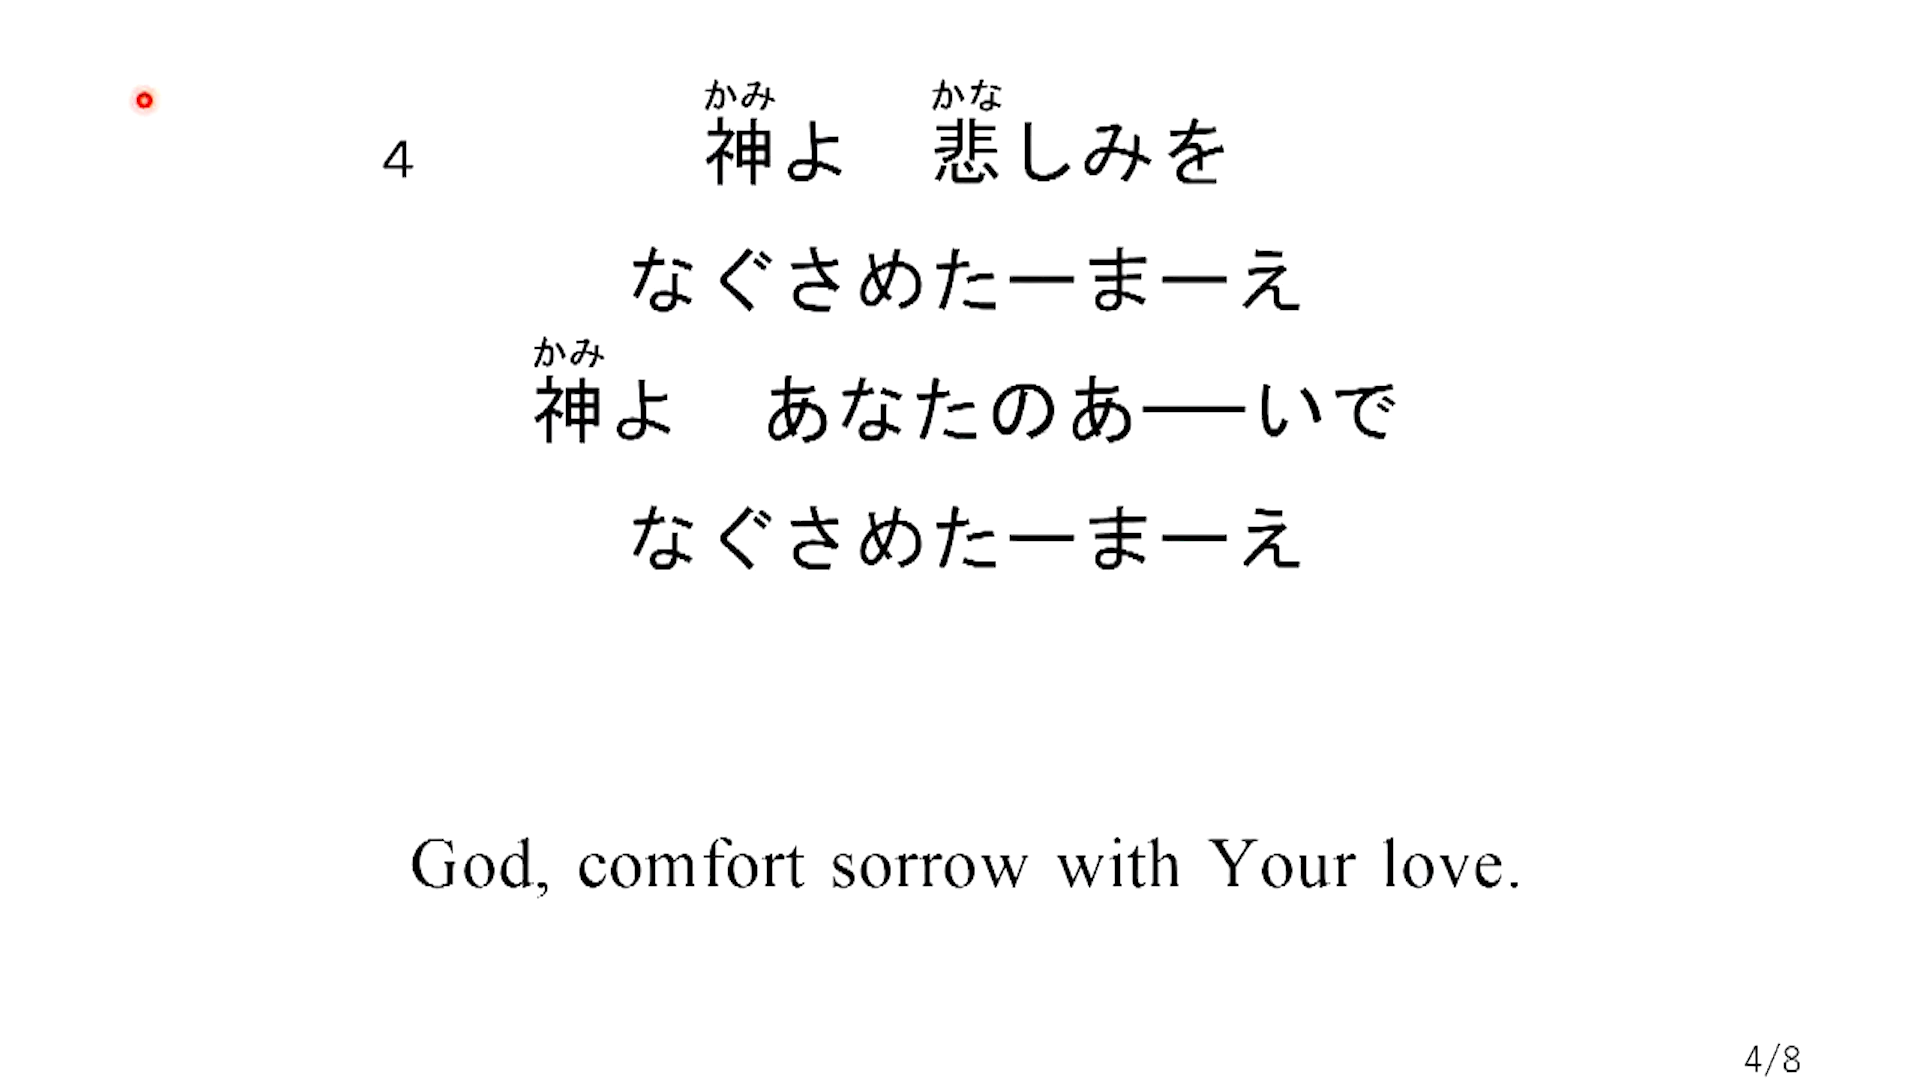 かみ かな
4 神よ　悲しみを
なぐさめたーまーえ
かみ
神よ　あなたのあ──いで
なぐさめたーまーえ
God, comfort sorrow with Your love.
4/8